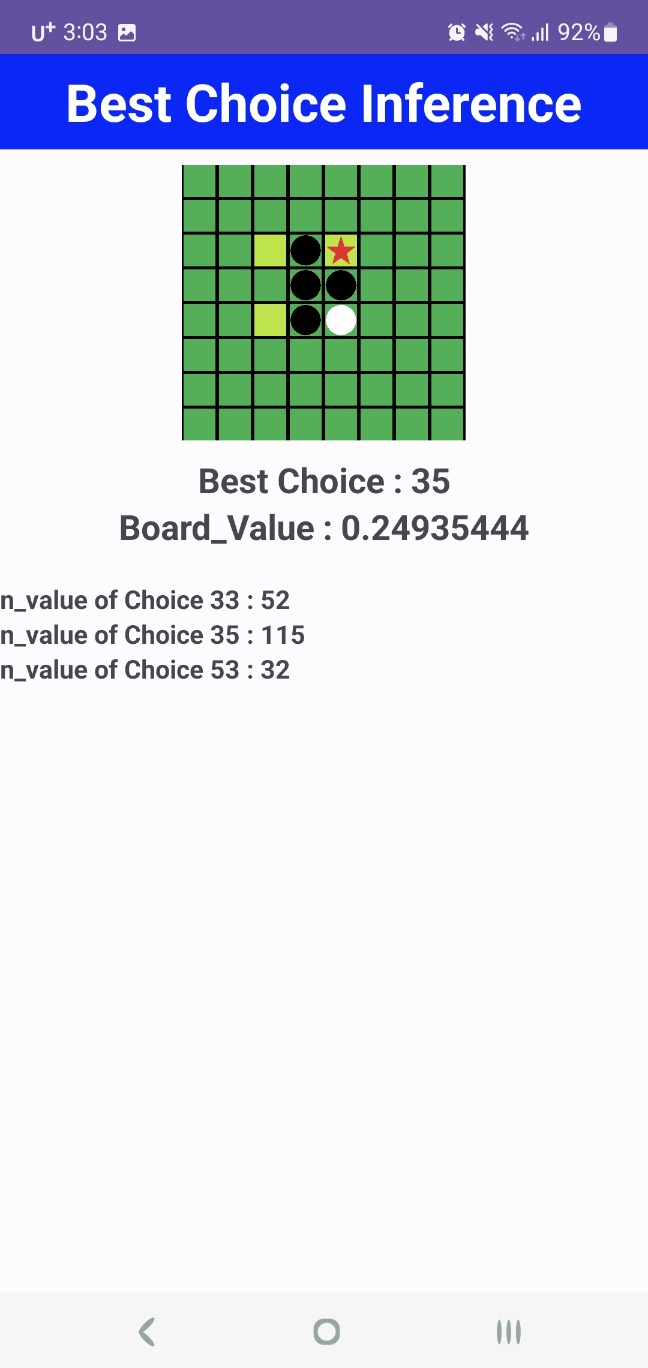 U+ 3:03 92%
Best Choice Inference
Best Choice : 35
Board_Value : 0.24935444
n_value of Choice 33 : 52
n_value of Choice 35 : 115
n_value of Choice 53 : 32